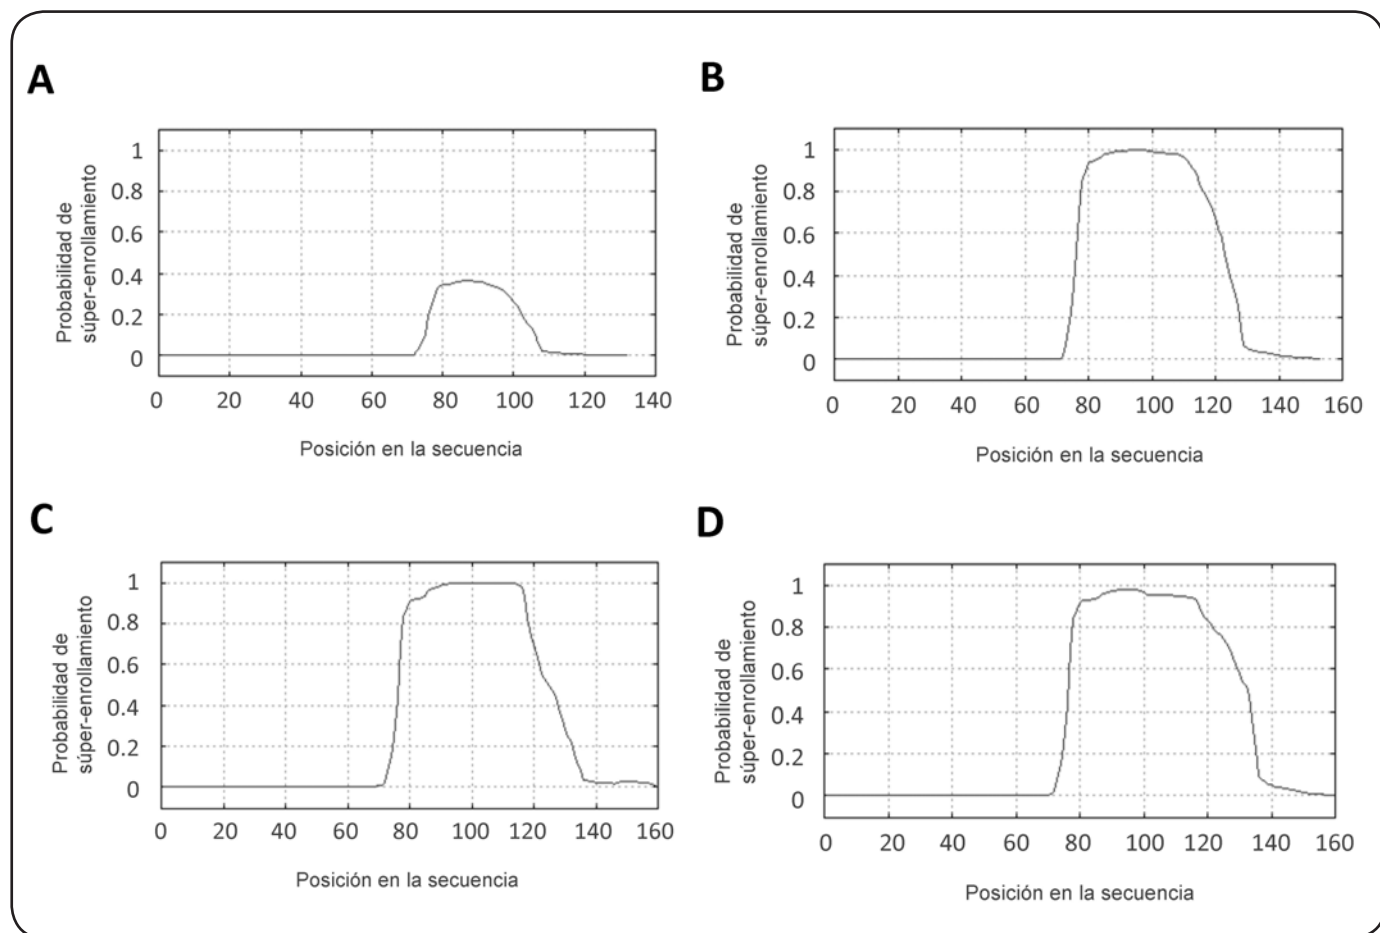 A
Probabilidad de
súper-enrollamiento
1
0.8
0.6
0.4
0.2
0
0 20 40 60 80 100 120 140
Posición en la secuencia
B
Probabilidad de
súper-enrollamiento
1
0.8
0.6
0.4
0.2
0
0 20 40 60 80 100 120 140 160
Posición en la secuencia
C
Probabilidad de
súper-enrollamiento
1
0.8
0.6
0.4
0.2
0
0 20 40 60 80 100 120 140 160
Posición en la secuencia
D
Probabilidad de
súper-enrollamiento
1
0.8
0.6
0.4
0.2
0
0 20 40 60 80 100 120 140 160
Posición en la secuencia